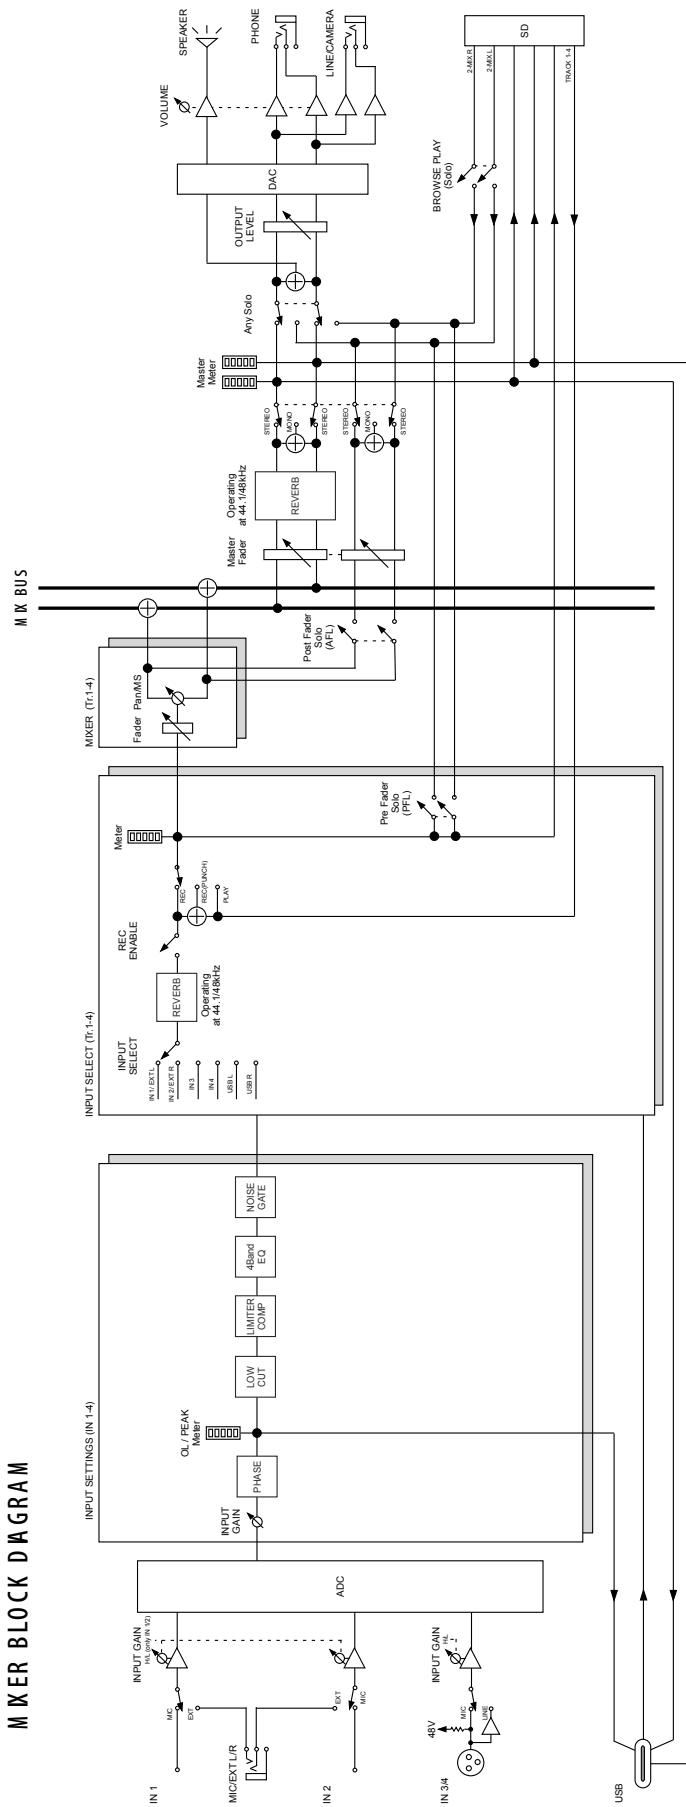 MIXER BLOCK DIAGRAM
IN 1
MIC/EXT L/R
IN 2
IN 3/4
USB
MIC
EXT
EXT
MIC
48V
MIC
LINE
INPUT GAIN
H/L (only IN 1/2)
INPUT GAIN
H/L
ADC
INPUT SETTINGS (IN 1-4)
INPUT
GAIN
PHASE
OL / PEAK
Meter
LOW
CUT
LIMITER
COMP
4Band
EQ
NOISE
GATE
INPUT SELECT (Tr.1-4)
IN 1/ EXT L
IN 2/ EXT R
IN 3
IN 4
USB L
USB R
INPUT
SELECT
REVERB
Operating
at 44.1/48kHz
REC
ENABLE
REC
REC(PUNCH)
PLAY
Meter
Pre Fader
Solo
(PFL)
MIXER (Tr.1-4)
Fader
Pan/MS
MIX BUS
Post Fader
Solo
(AFL)
Master
Fader
REVERB
Operating
at 44.1/48kHz
STEREO
MONO
STEREO
STEREO
MONO
STEREO
Master
Meter
Any Solo
OUTPUT
LEVEL
DAC
VOLUME
SPEAKER
PHONE
LINE/CAMERA
BROWSE PLAY
(Solo)
2-MIX R
2-MIX L
TRACK 1-4
SD